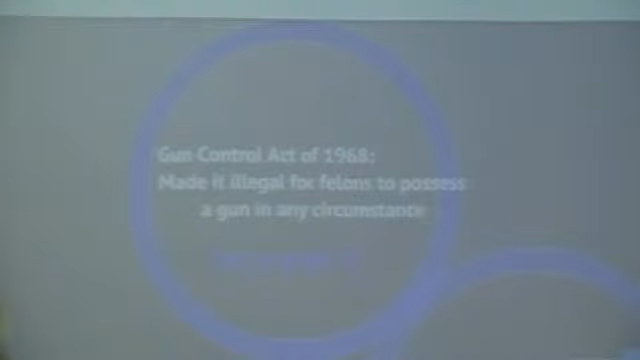 Gun Control Act of 1968:
Made it illegal for felons to possess
a gun in any circumstance